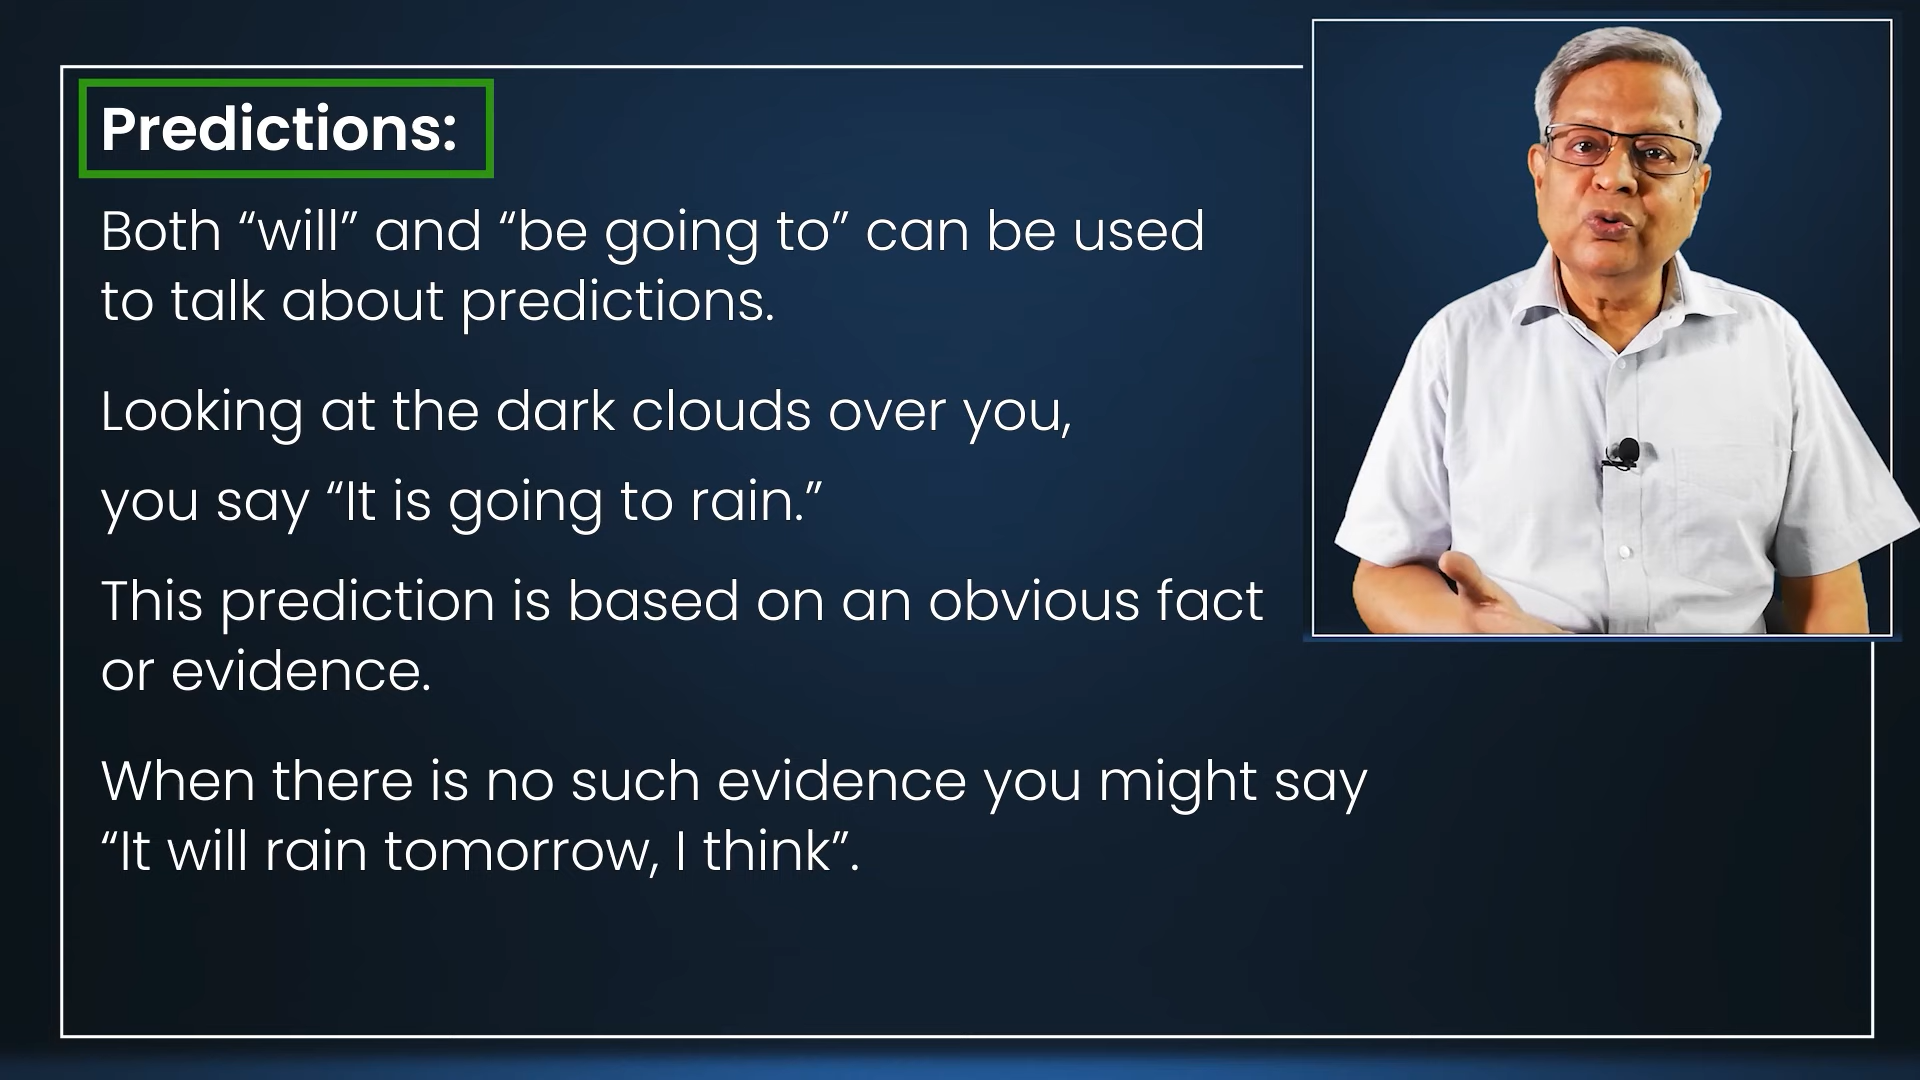 Predictions:
Both “will” and “be going to” can be used
to talk about predictions.
Looking at the dark clouds over you,
you say “It is going to rain.”
This prediction is based on an obvious fact
or evidence.
When there is no such evidence you might say
“It will rain tomorrow, I think”.